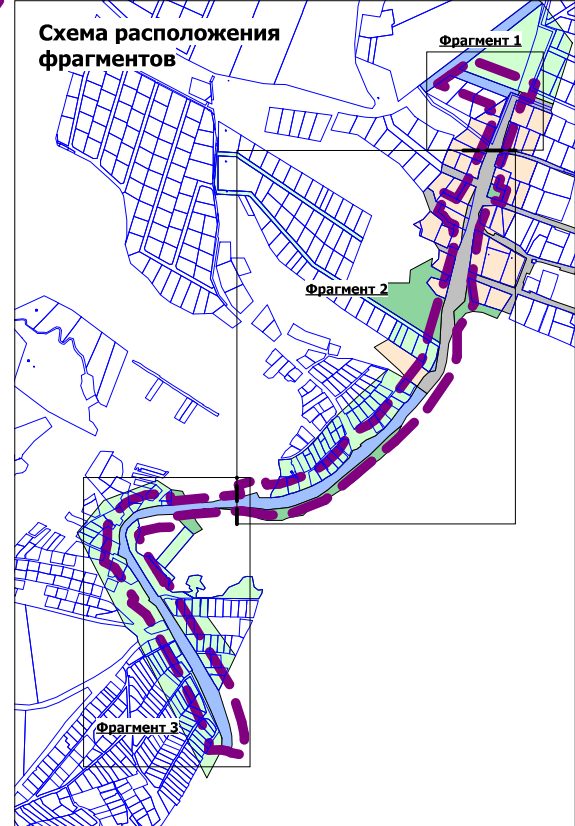 Схема расположения
фрагментов
Фрагмент 1
Фрагмент 2
Фрагмент 3